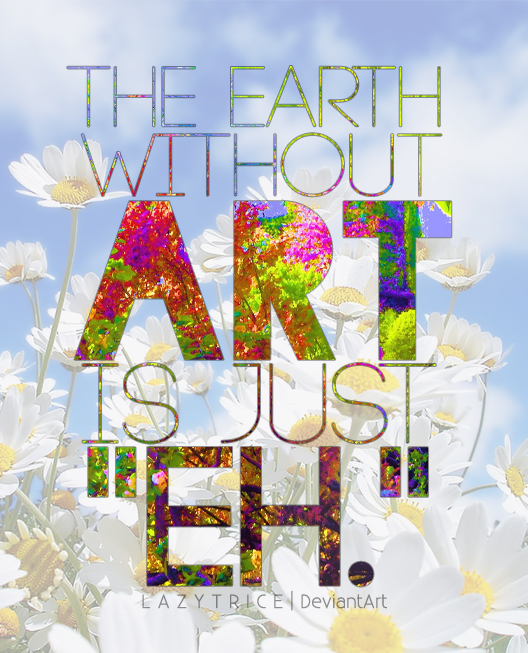 THE EARTH
WITHOUT
ART
IS JUST
"EH."
LAZYTRICE | DeviantArt